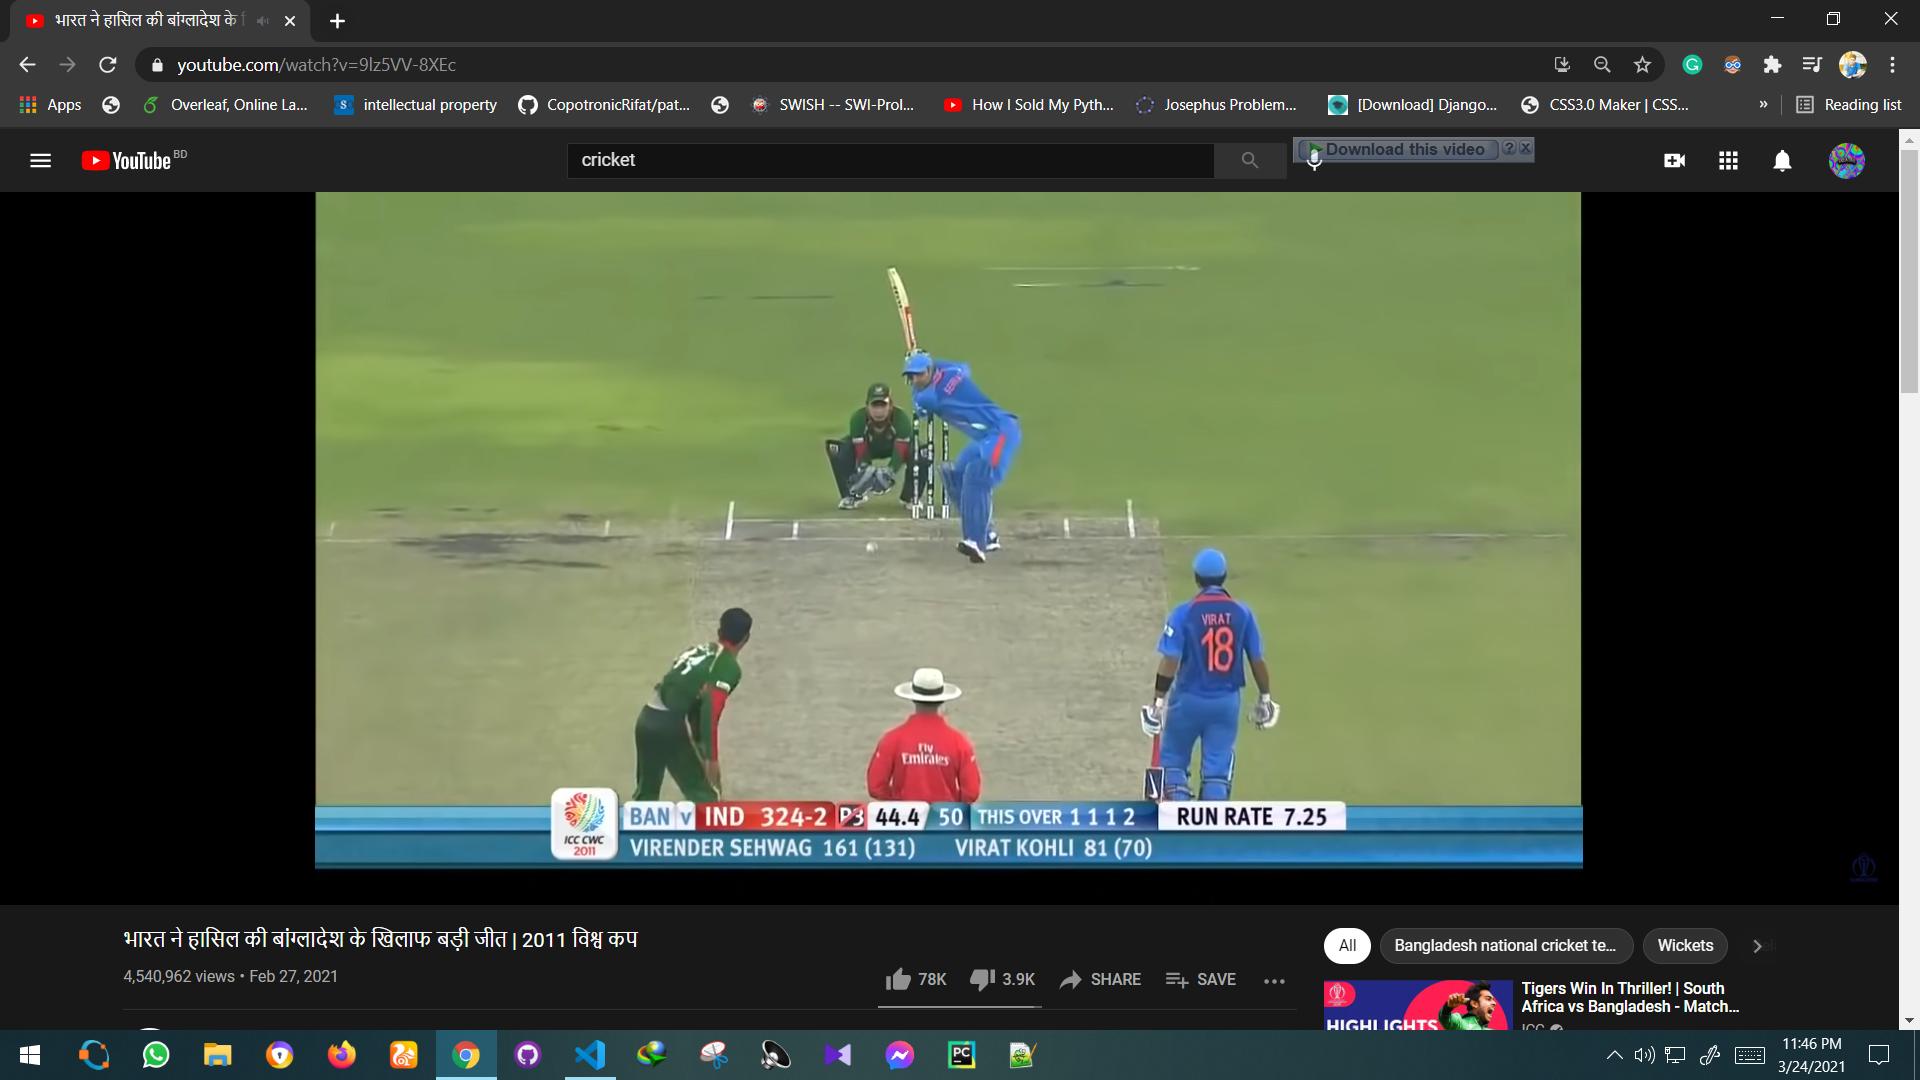 भारत ने हासिल की बांग्लादेश के
youtube.com/watch?v=9lz5VV-8XEc
Apps
Overleaf, Online La...
intellectual property
CopotronicRifat/pat...
SWISH -- SWI-Prol...
How I Sold My Pyth...
Josephus Problem...
[Download] Django...
CSS3.0 Maker | CSS...
»
Reading list
YouTube BD
cricket
Download this video ? X
VIRAT
18
Fly
Emirates
ICC CWC
2011
BAN v IND 324-2 P3 44.4 50 THIS OVER 1 1 1 2 RUN RATE 7.25
VIRENDER SEHWAG 161 (131) VIRAT KOHLI 81 (70)
भारत ने हासिल की बांग्लादेश के खिलाफ बड़ी जीत | 2011 विश्व कप
4,540,962 views • Feb 27, 2021
78K
3.9K
SHARE
SAVE
All
Bangladesh national cricket te...
Wickets
HIGHLIGHTS
Tigers Win In Thriller! | South
Africa vs Bangladesh - Match...
ICC
PC
11:46 PM
3/24/2021